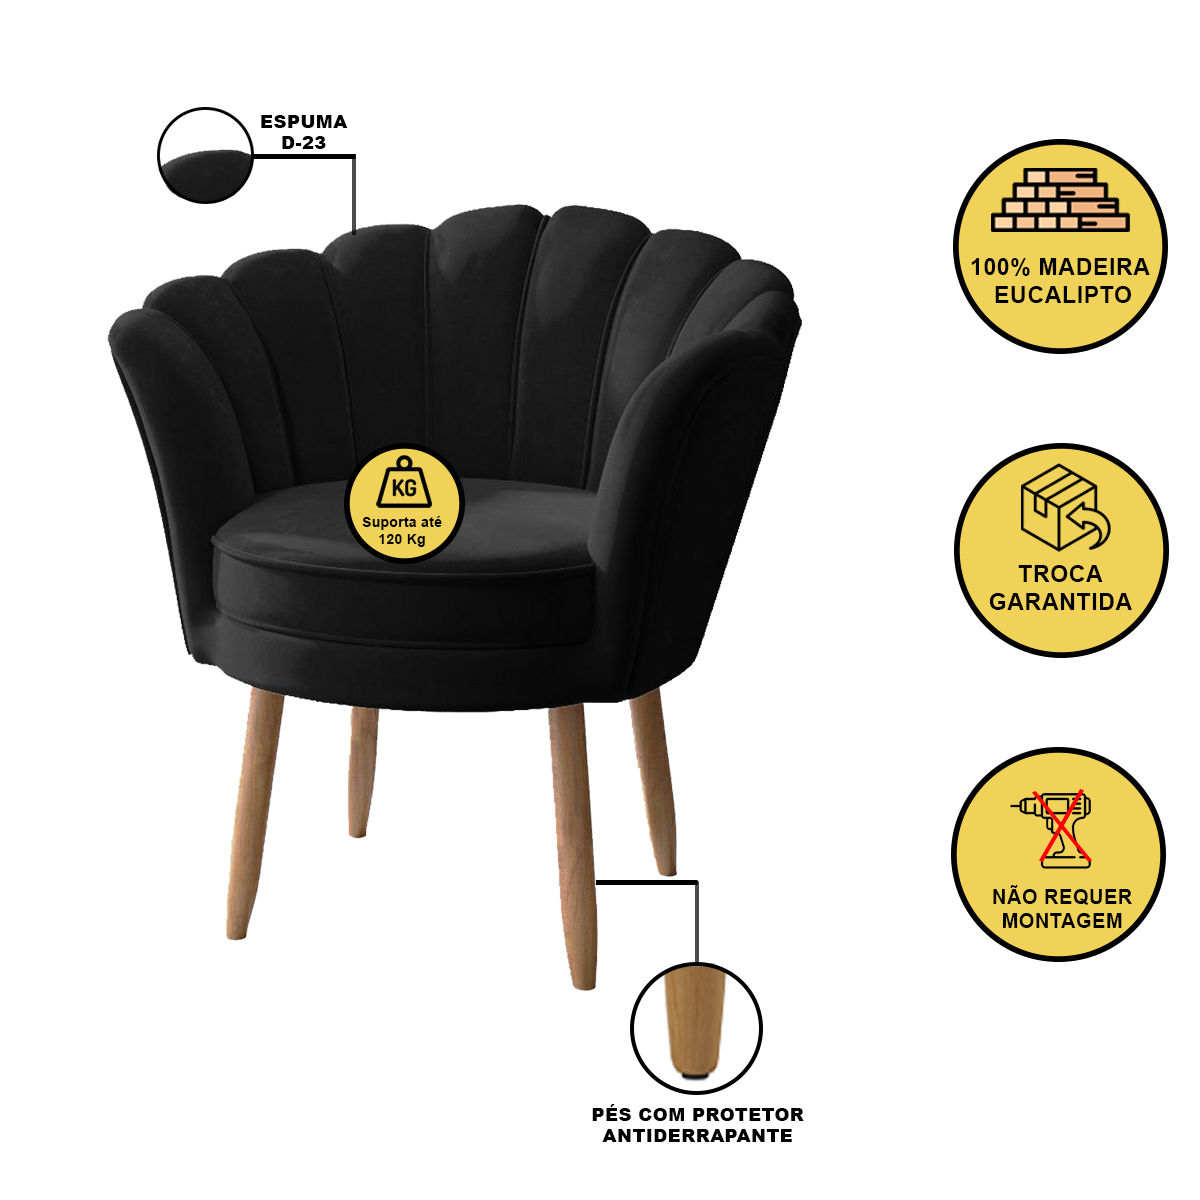 ESPUMA
D-23
100% MADEIRA
EUCALIPTO
KG
Suporta até
120 Kg
TROCA
GARANTIDA
NÃO REQUER
MONTAGEM
PÉS COM PROTETOR
ANTIDERRAPANTE